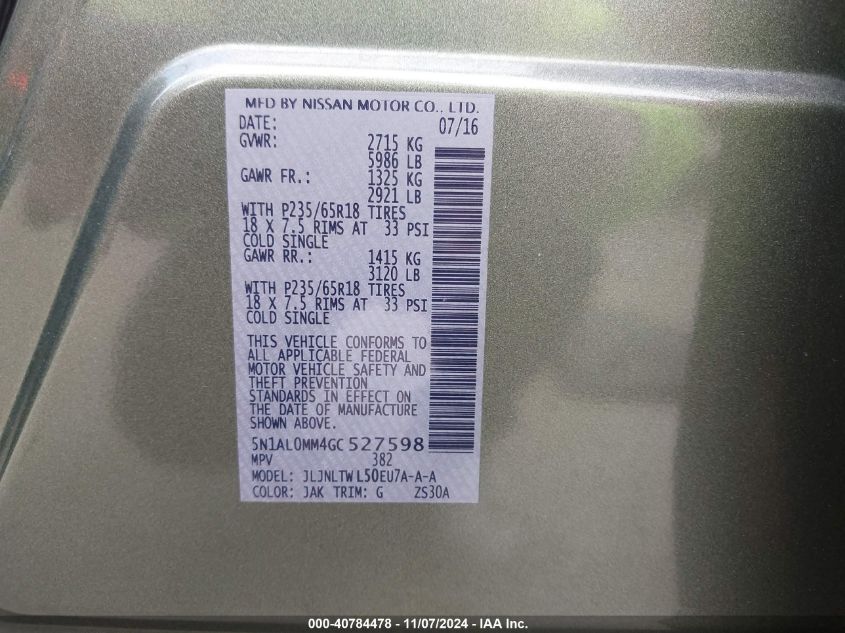 MFD BY NISSAN MOTOR CO., LTD.
DATE: 07/16
GVWR: 2715 KG
5986 LB
GAWR FR.: 1325 KG
2921 LB
WITH P235/65R18 TIRES
18 X 7.5 RIMS AT 33 PSI
COLD SINGLE
GAWR RR.: 1415 KG
3120 LB
WITH P235/65R18 TIRES
18 X 7.5 RIMS AT 33 PSI
COLD SINGLE
THIS VEHICLE CONFORMS TO
ALL APPLICABLE FEDERAL
MOTOR VEHICLE SAFETY AND
THEFT PREVENTION
STANDARDS IN EFFECT ON
THE DATE OF MANUFACTURE
SHOWN ABOVE.
5N1AL0MM4GC527598
MPV 382
MODEL: JLJNLTWL50EU7A-A-A
COLOR: JAK TRIM: G ZS30A
000-40784478 - 11/07/2024 - IAA Inc.